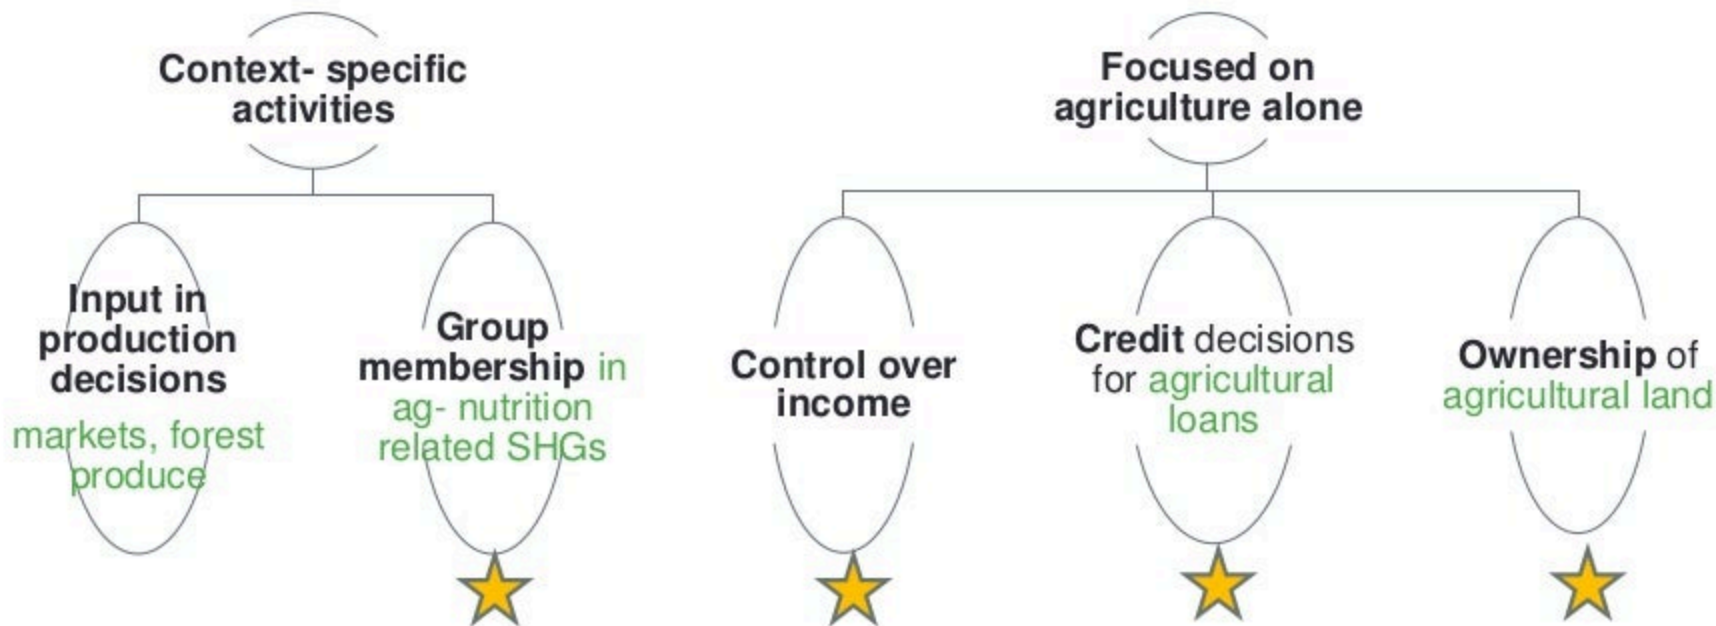 Context- specific
activities
Input in
production
decisions
markets, forest
produce
Group
membership in
ag- nutrition
related SHGs
Focused on
agriculture alone
Control over
income
Credit decisions
for agricultural
loans
Ownership of
agricultural land